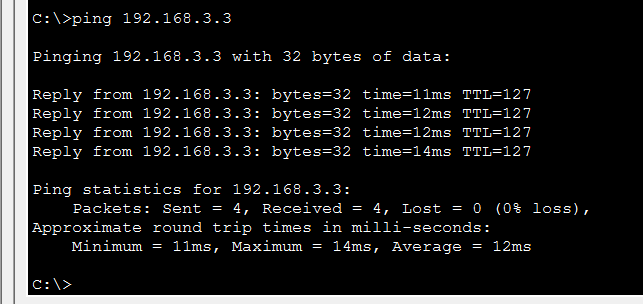 C:\>ping 192.168.3.3
Pinging 192.168.3.3 with 32 bytes of data:
Reply from 192.168.3.3: bytes=32 time=11ms TTL=127
Reply from 192.168.3.3: bytes=32 time=12ms TTL=127
Reply from 192.168.3.3: bytes=32 time=12ms TTL=127
Reply from 192.168.3.3: bytes=32 time=14ms TTL=127
Ping statistics for 192.168.3.3:
    Packets: Sent = 4, Received = 4, Lost = 0 (0% loss),
Approximate round trip times in milli-seconds:
    Minimum = 11ms, Maximum = 14ms, Average = 12ms
C:\>